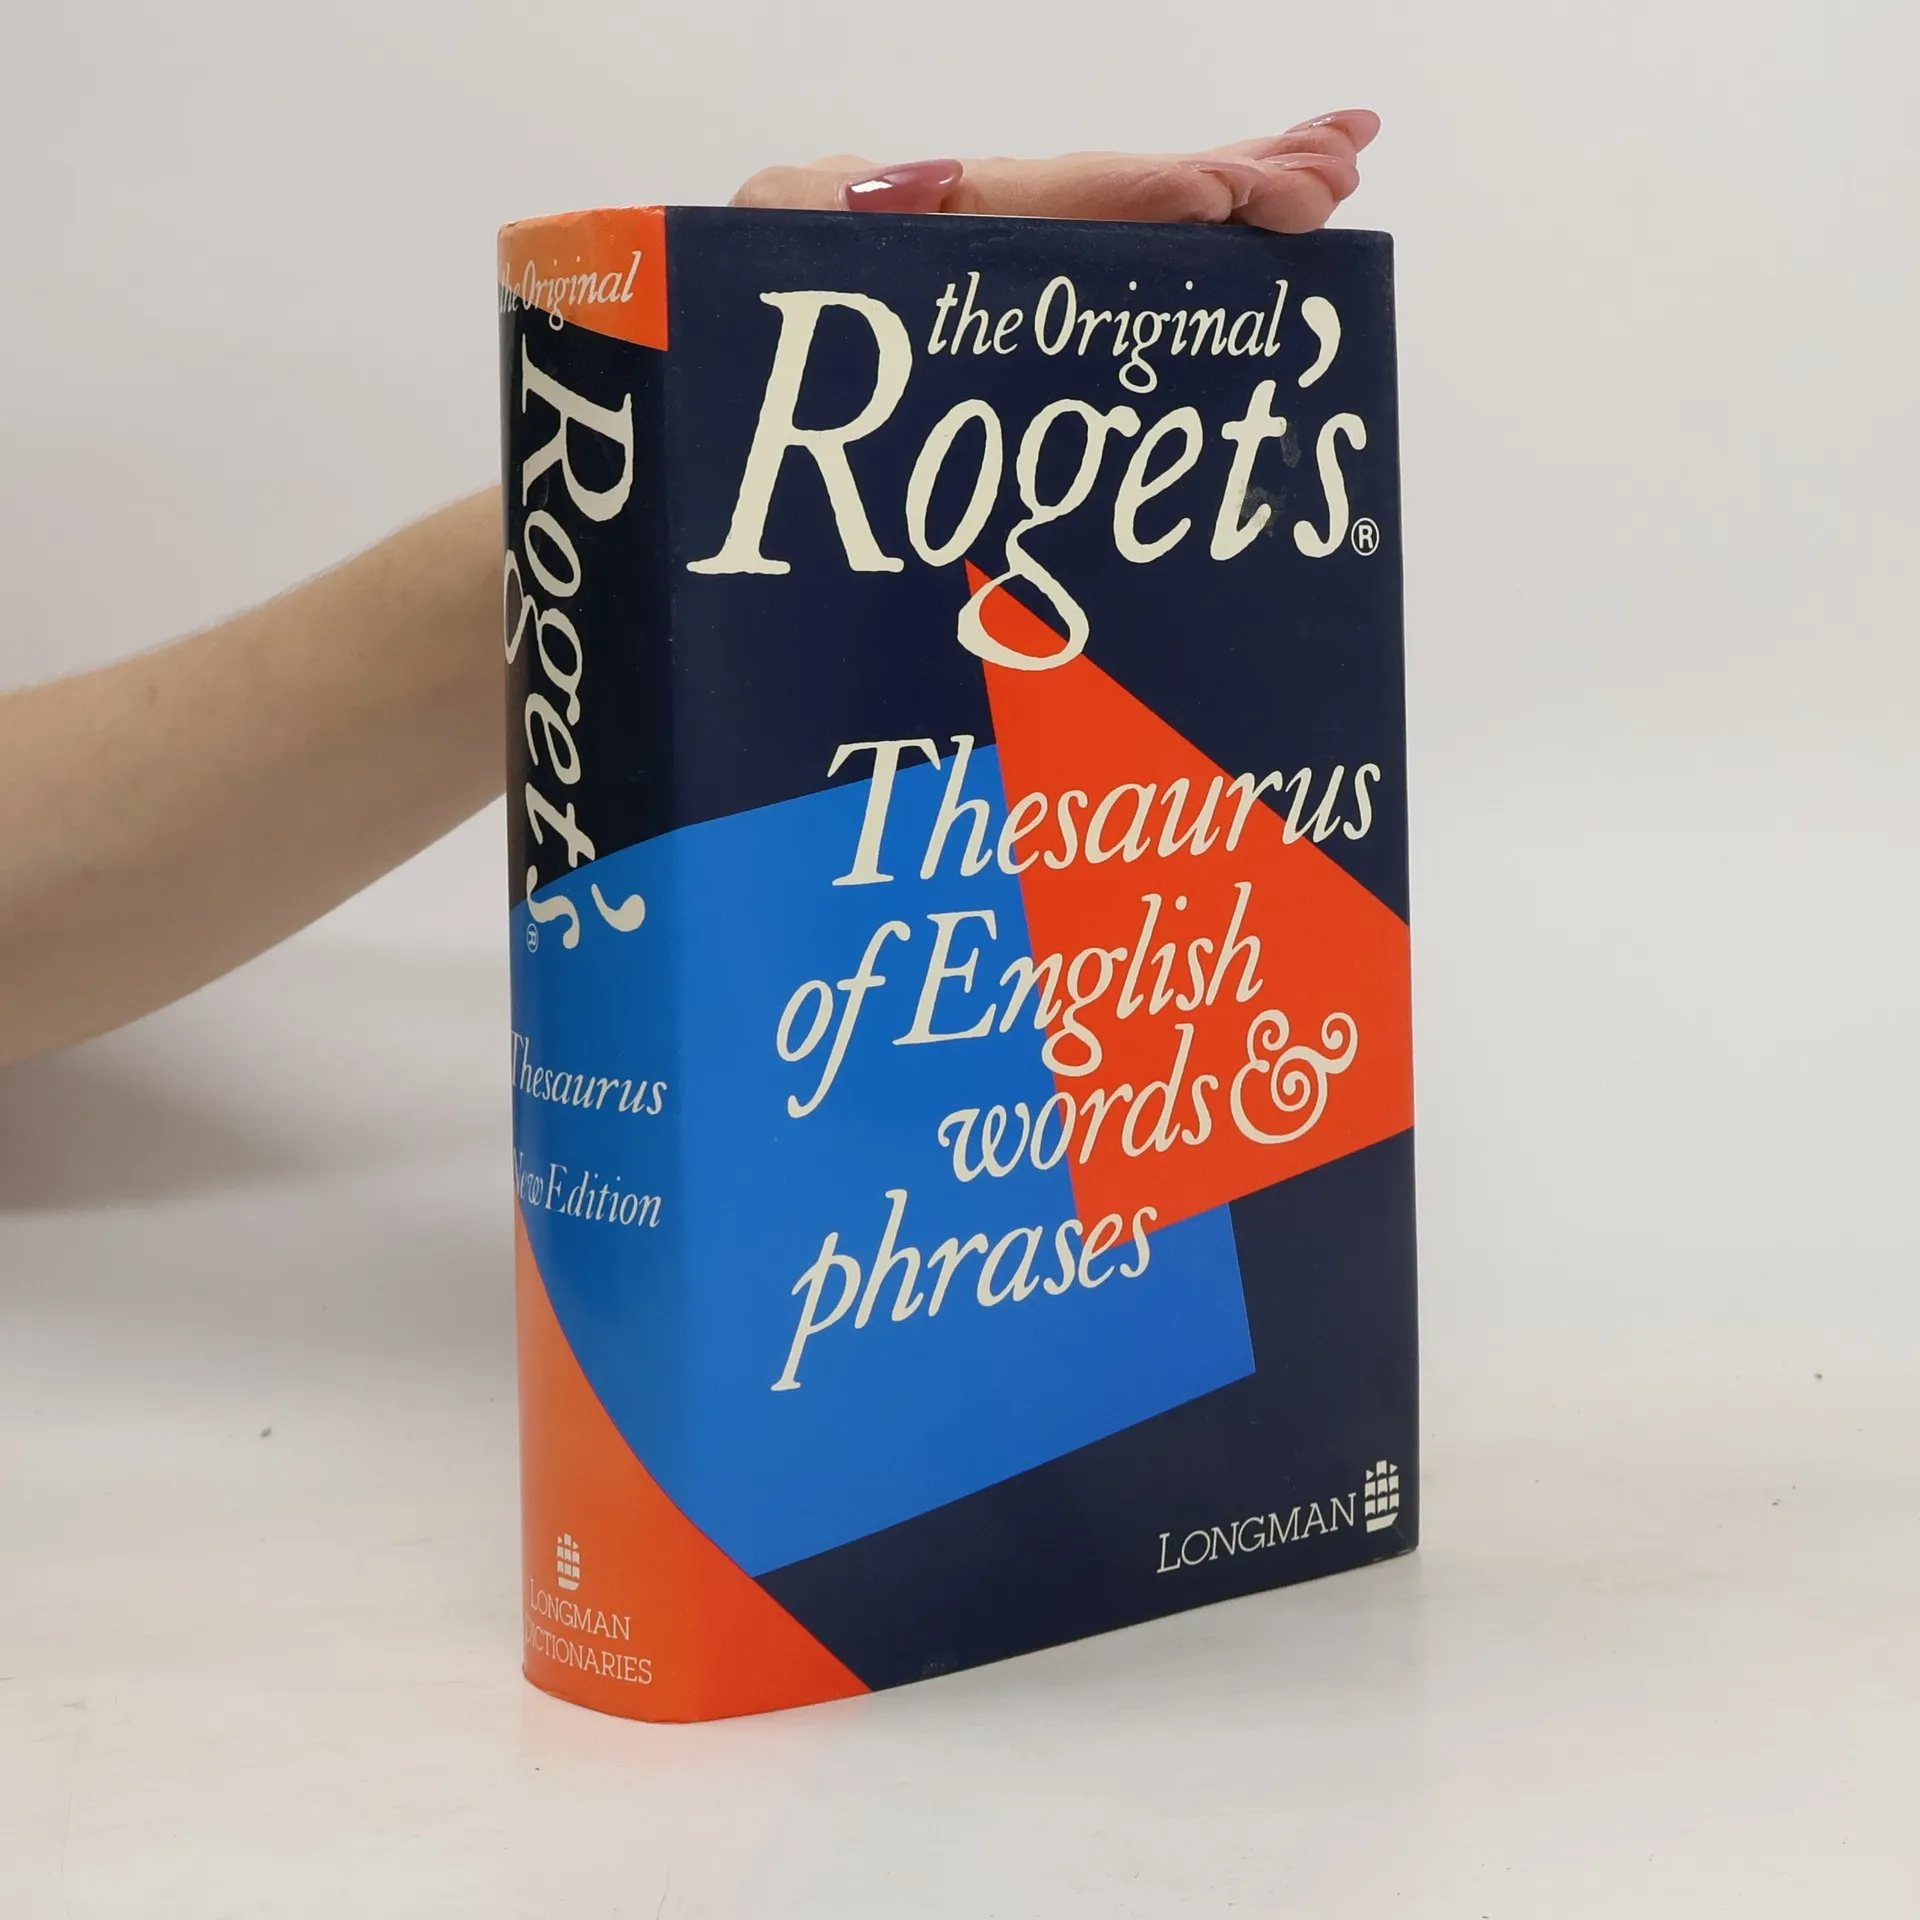 the Original
Roget's®
Thesaurus
New Edition
LONGMAN
DICTIONARIES
the Original
Roget's®
Thesaurus
of English
words &
phrases
LONGMAN